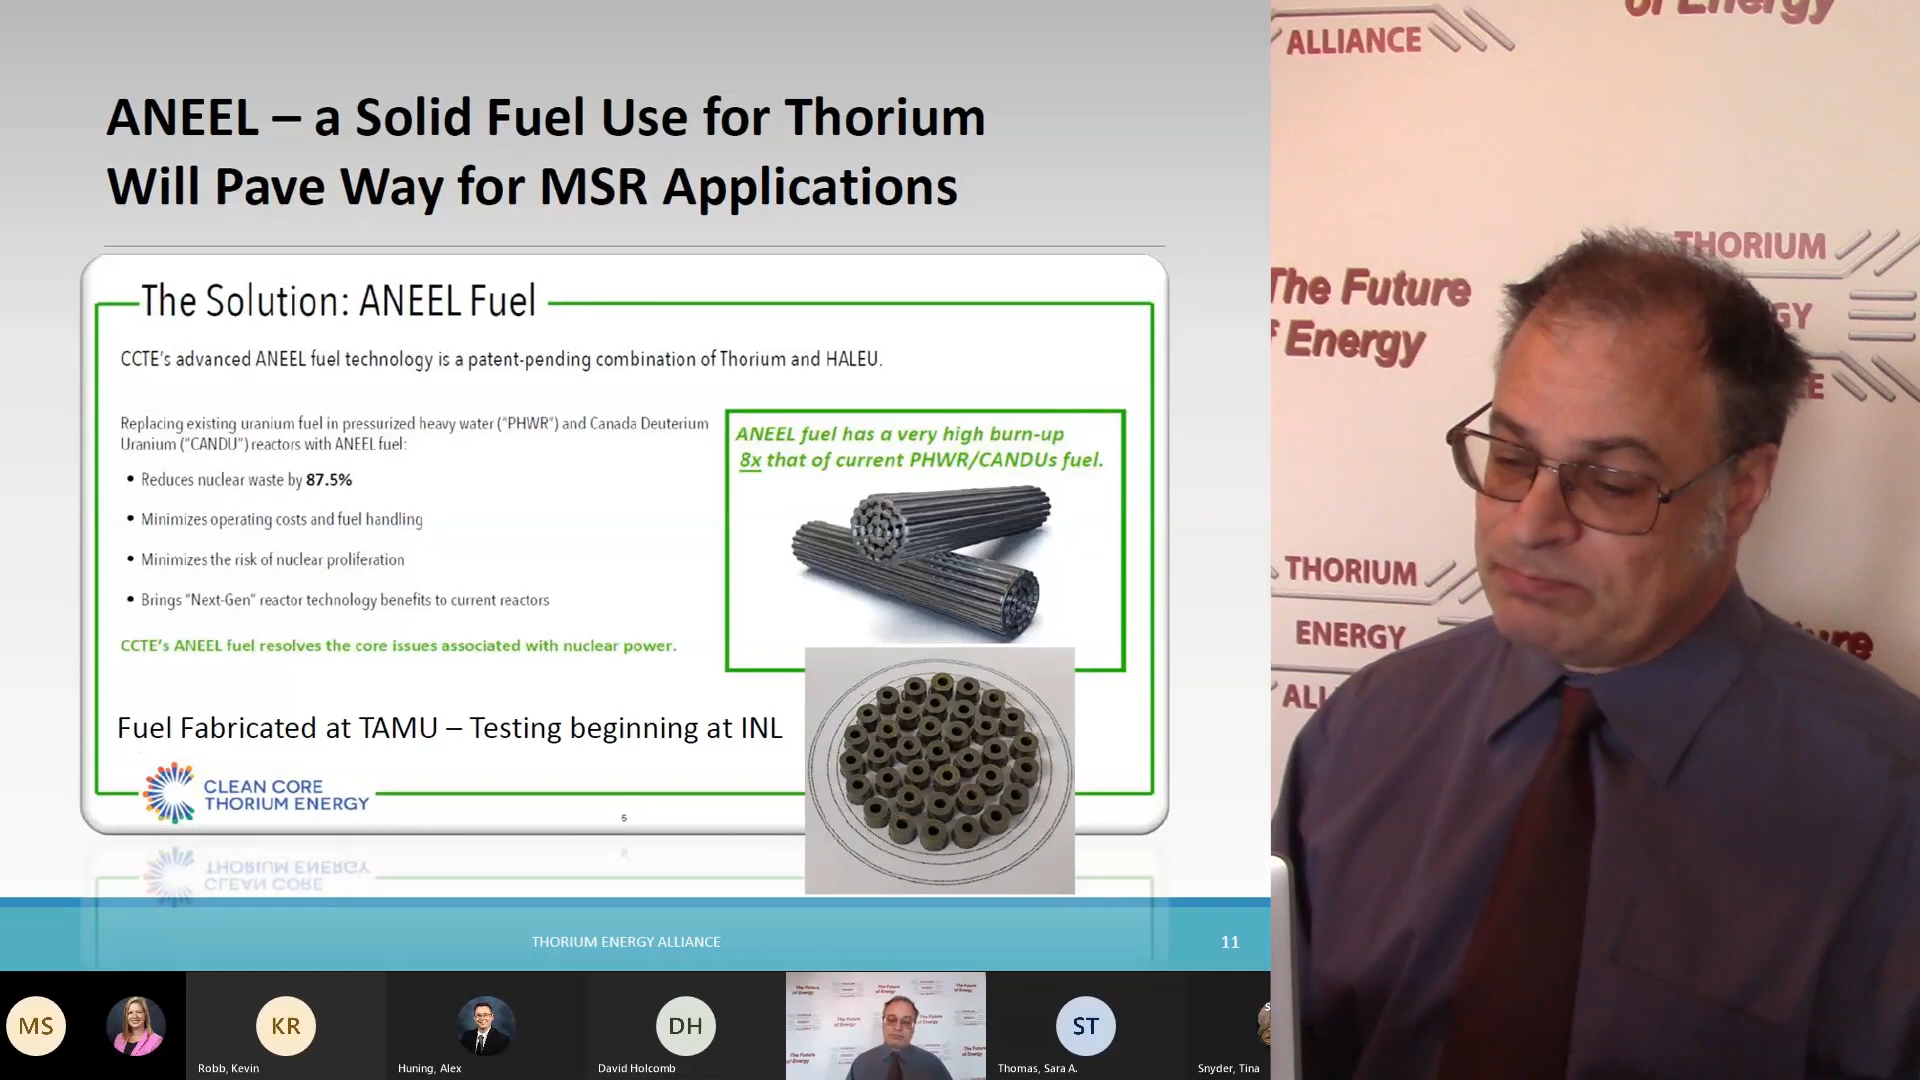 ANEEL – a Solid Fuel Use for Thorium
Will Pave Way for MSR Applications
The Solution: ANEEL Fuel
CCTE's advanced ANEEL fuel technology is a patent-pending combination of Thorium and HALEU.
Replacing existing uranium fuel in pressurized heavy water ("PHWR") and Canada Deuterium
Uranium ("CANDU") reactors with ANEEL fuel:
• Reduces nuclear waste by 87.5%
• Minimizes operating costs and fuel handling
• Minimizes the risk of nuclear proliferation
• Brings "Next-Gen" reactor technology benefits to current reactors
CCTE's ANEEL fuel resolves the core issues associated with nuclear power.
ANEEL fuel has a very high burn-up
8x that of current PHWR/CANDUs fuel.
Fuel Fabricated at TAMU – Testing beginning at INL
CLEAN CORE
THORIUM ENERGY
5
THORIUM ENERGY ALLIANCE
11
of Energy
ALLIANCE
THORIUM
The Future
Energy
THORIUM
ENERGY
MS
KR
Robb, Kevin
Huning, Alex
DH
David Holcomb
The Future
of Energy
ST
Thomas, Sara A.
Snyder, Tina